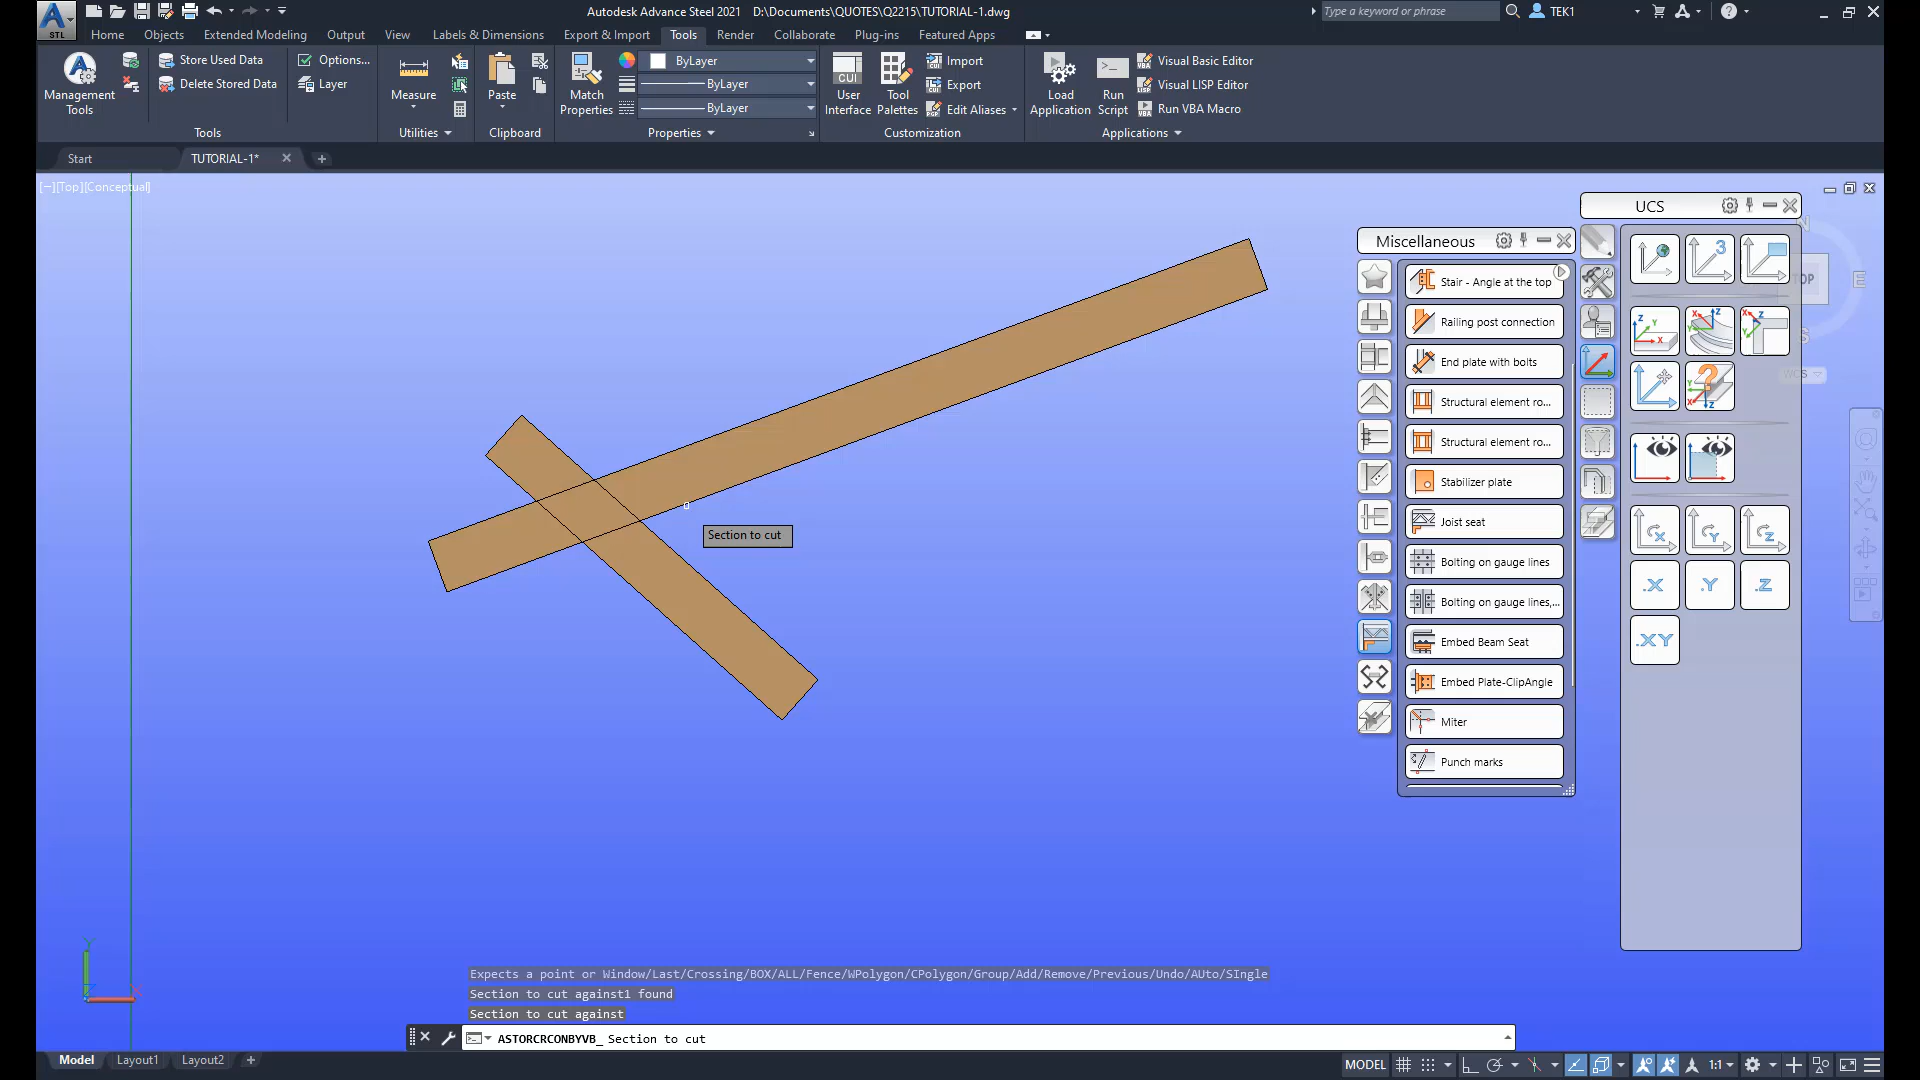 Autodesk Advance Steel 2021 D:\Documents\QUOTES\Q2215\TUTORIAL-1.dwg
Type a keyword or phrase
TEK1
STL
Home Objects Extended Modeling Output View Labels & Dimensions Export & Import Tools Render Collaborate Plug-ins Featured Apps
Management
Tools
Store Used Data
Delete Stored Data
Tools
Options...
Layer
Measure
Utilities
Paste
Clipboard
Match
Properties
ByLayer
ByLayer
ByLayer
Properties
CUI
User
Interface
Tool
Palettes
Import
Export
Edit Aliases
Customization
Load
Application
Run
Script
Visual Basic Editor
Visual LISP Editor
Run VBA Macro
Applications
Start
TUTORIAL-1*
[−][Top][Conceptual]
UCS
Miscellaneous
Stair - Angle at the top
Railing post connection
End plate with bolts
Structural element ro...
Structural element ro...
Stabilizer plate
Joist seat
Bolting on gauge lines
Bolting on gauge lines,...
Embed Beam Seat
Embed Plate-ClipAngle
Miter
Punch marks
3
.X
.Y
.Z
.XY
N
TOP
E
S
WCS
Section to cut
Expects a point or Window/Last/Crossing/BOX/ALL/Fence/WPolygon/CPolygon/Group/Add/Remove/Previous/Undo/AUto/SIngle
Section to cut against1 found
Section to cut against
ASTORCRCONBYVB_ Section to cut
Y
X
Model Layout1 Layout2
MODEL
1:1